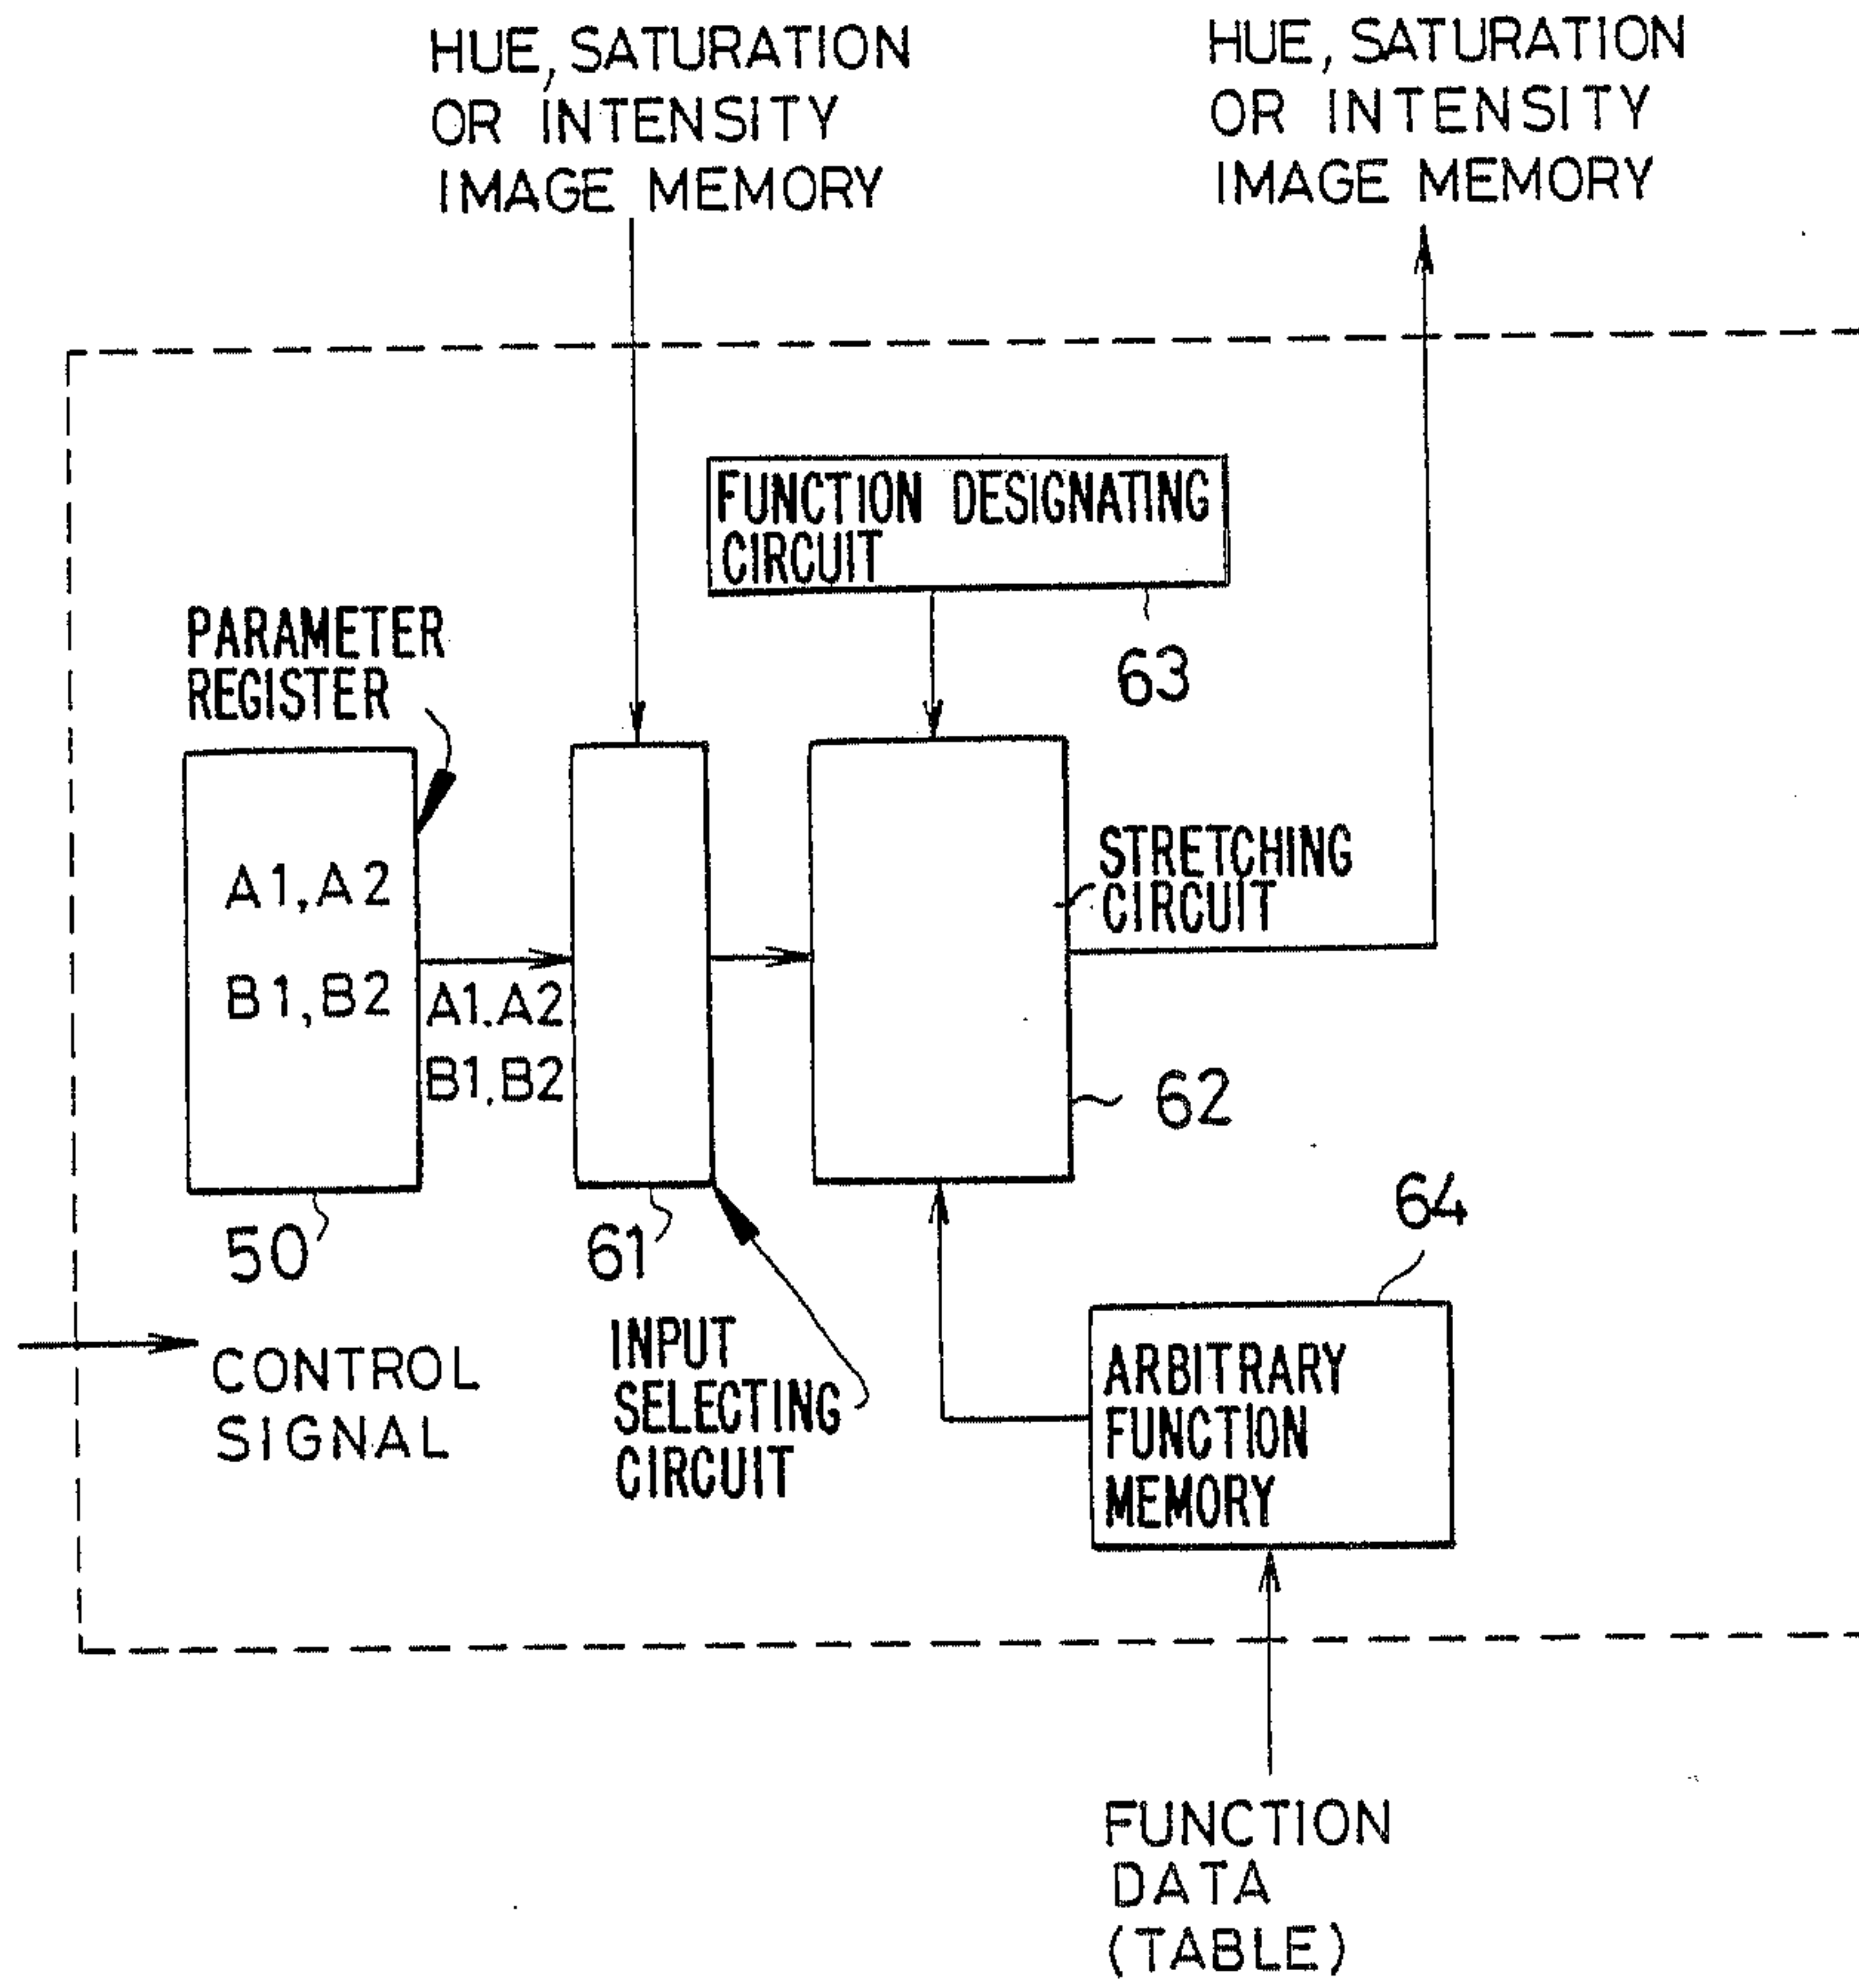 HUE, SATURATION
OR INTENSITY
IMAGE MEMORY
HUE, SATURATION
OR INTENSITY
IMAGE MEMORY
FUNCTION DESIGNATING
CIRCUIT
63
PARAMETER
REGISTER
A1, A2
B1, B2
A1, A2
B1, B2
STRETCHING
CIRCUIT
62
50
61
64
CONTROL
SIGNAL
INPUT
SELECTING
CIRCUIT
ARBITRARY
FUNCTION
MEMORY
FUNCTION
DATA
(TABLE)